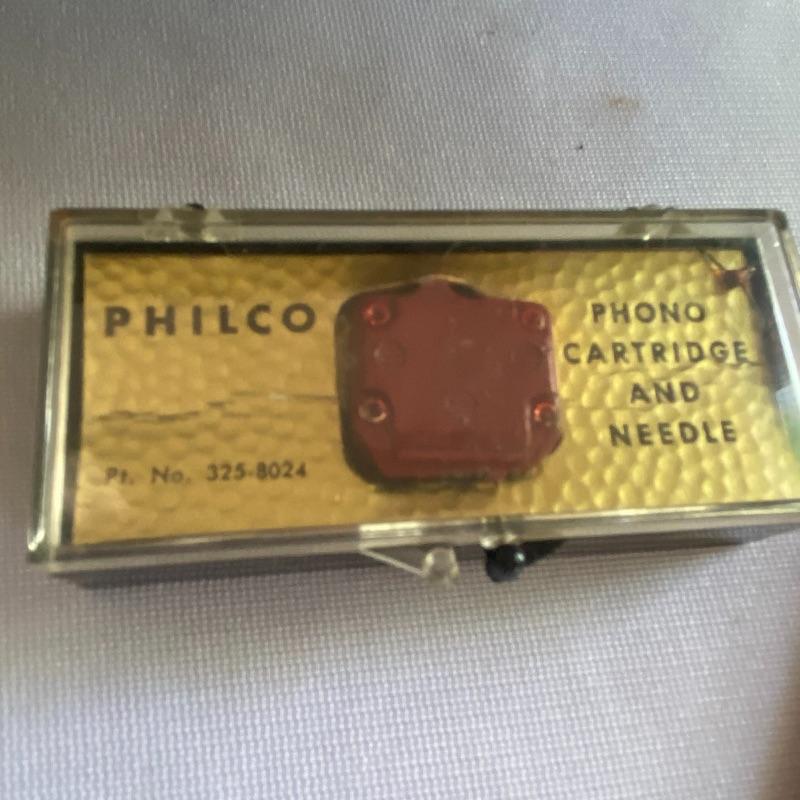 PHILCO
Pt. No. 325-8024
PHONO
CARTRIDGE
AND
NEEDLE